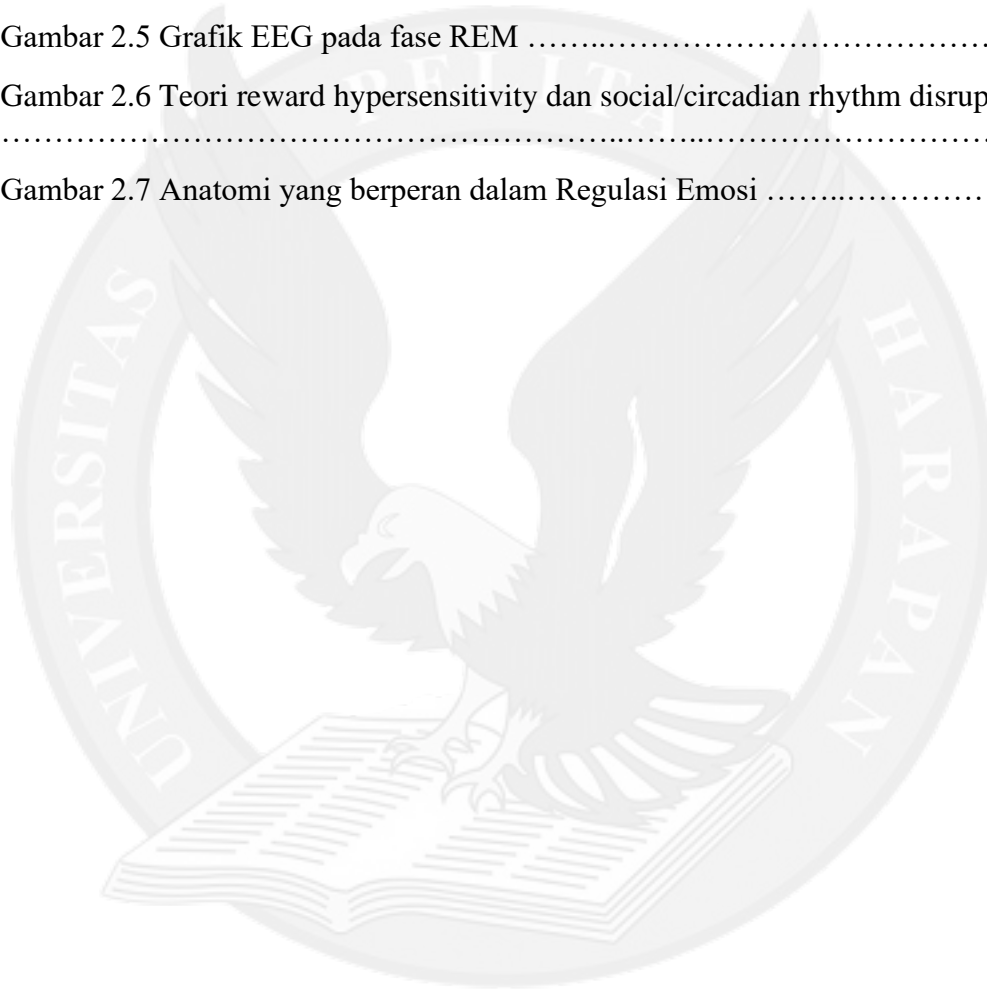 Gambar 2.5 Grafik EEG pada fase REM ……..………………………………
Gambar 2.6 Teori reward hypersensitivity dan social/circadian rhythm disrup
…………………………………….……………..……..………………………
Gambar 2.7 Anatomi yang berperan dalam Regulasi Emosi ……..…………
UNIVERSITAS PELITA HARAPAN